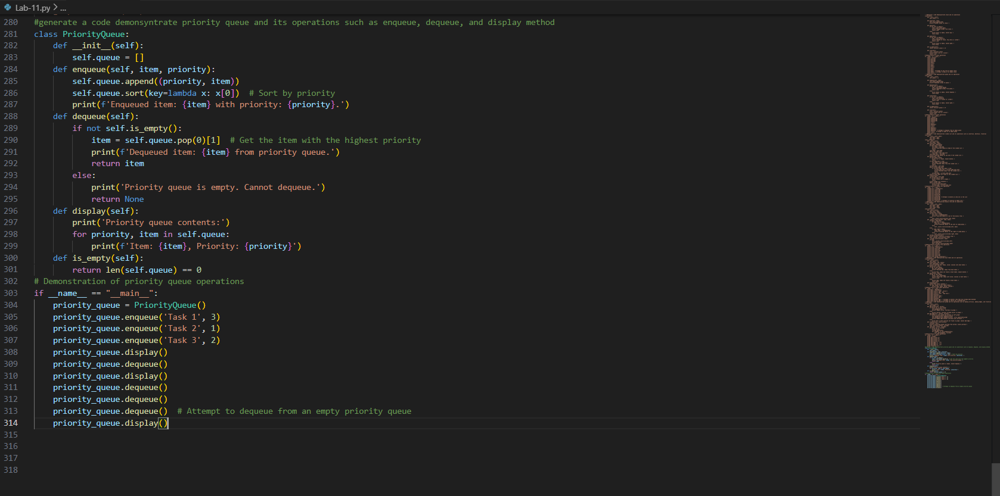 Lab-11.py > ...
280 #generate a code demonsyntrate priority queue and its operations such as enqueue, dequeue, and display method
281 class PriorityQueue:
282     def __init__(self):
283         self.queue = []
284     def enqueue(self, item, priority):
285         self.queue.append((priority, item))
286         self.queue.sort(key=lambda x: x[0])  # Sort by priority
287         print(f'Enqueued item: {item} with priority: {priority}.')
288     def dequeue(self):
289         if not self.is_empty():
290             item = self.queue.pop(0)[1]  # Get the item with the highest priority
291             print(f'Dequeued item: {item} from priority queue.')
292             return item
293         else:
294             print('Priority queue is empty. Cannot dequeue.')
295             return None
296     def display(self):
297         print('Priority queue contents:')
298         for priority, item in self.queue:
299             print(f'Item: {item}, Priority: {priority}')
300     def is_empty(self):
301         return len(self.queue) == 0
302 # Demonstration of priority queue operations
303 if __name__ == "__main__":
304     priority_queue = PriorityQueue()
305     priority_queue.enqueue('Task 1', 3)
306     priority_queue.enqueue('Task 2', 1)
307     priority_queue.enqueue('Task 3', 2)
308     priority_queue.display()
309     priority_queue.dequeue()
310     priority_queue.display()
311     priority_queue.dequeue()
312     priority_queue.dequeue()
313     priority_queue.dequeue()  # Attempt to dequeue from an empty priority queue
314     priority_queue.display()
315
316
317
318